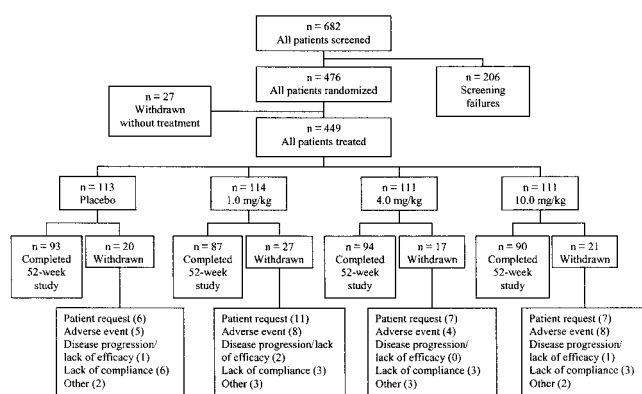 n = 682
All patients screened
n = 476
All patients randomized
n = 206
Screening
failures
n = 27
Withdrawn
without treatment
n = 449
All patients treated
n = 113
Placebo
n = 114
1.0 mg/kg
n = 111
4.0 mg/kg
n = 111
10.0 mg/kg
n = 93
Completed
52-week
study
n = 20
Withdrawn
n = 87
Completed
52-week
study
n = 27
Withdrawn
n = 94
Completed
52-week
study
n = 17
Withdrawn
n = 90
Completed
52-week
study
n = 21
Withdrawn
Patient request (6)
Adverse event (5)
Disease progression/
lack of efficacy (1)
Lack of compliance (6)
Other (2)
Patient request (11)
Adverse event (8)
Disease progression/lack
of efficacy (2)
Lack of compliance (3)
Other (3)
Patient request (7)
Adverse event (4)
Disease progression/
lack of efficacy (0)
Lack of compliance (3)
Other (3)
Patient request (7)
Adverse event (8)
Disease progression/
lack of efficacy (1)
Lack of compliance (3)
Other (2)